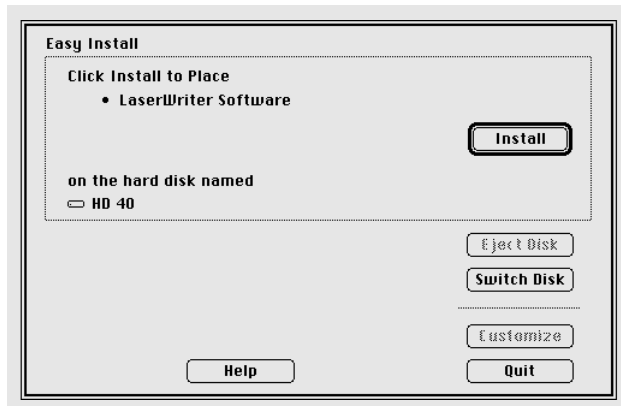 Easy Install
Click Install to Place
• LaserWriter Software
Install
on the hard disk named
HD 40
Eject Disk
Switch Disk
Customize
Help
Quit